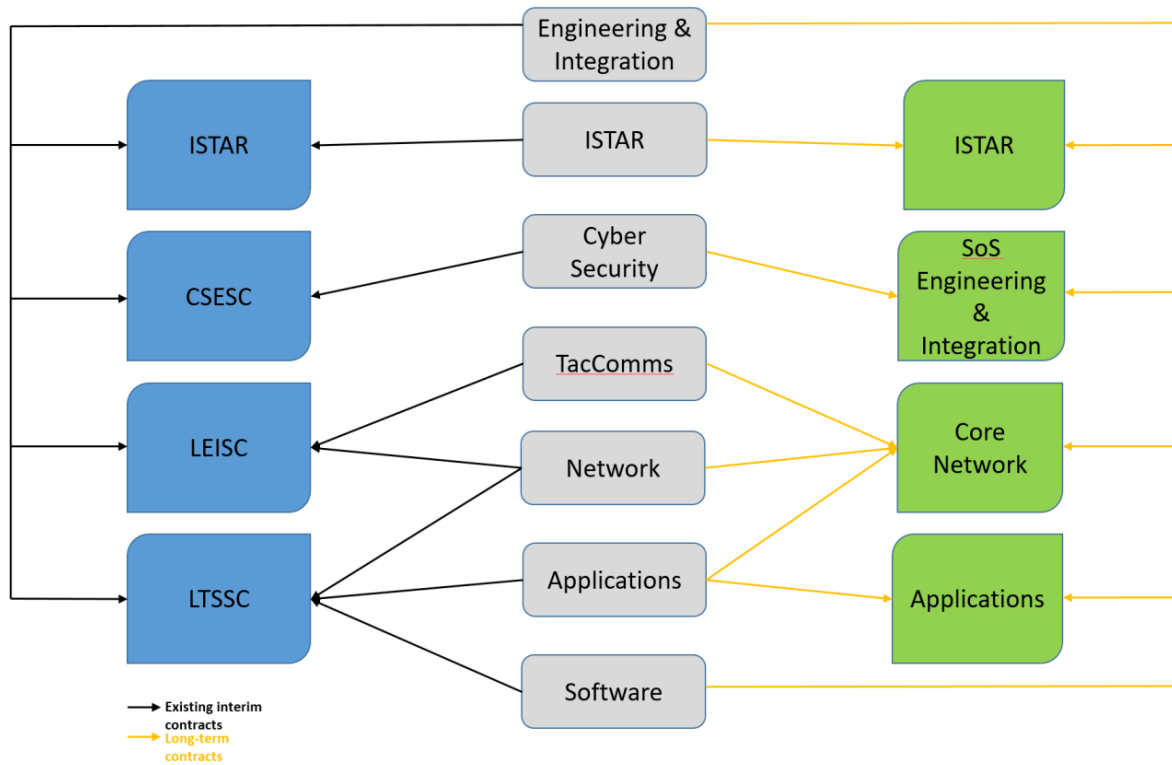 Engineering &
Integration
ISTAR
ISTAR
ISTAR
Cyber
Security
CSESC
SoS
Engineering
&
Integration
TacComms
LEISC
Network
Core
Network
LTSSC
Applications
Applications
Software
Existing interim
contracts
Long-term
contracts